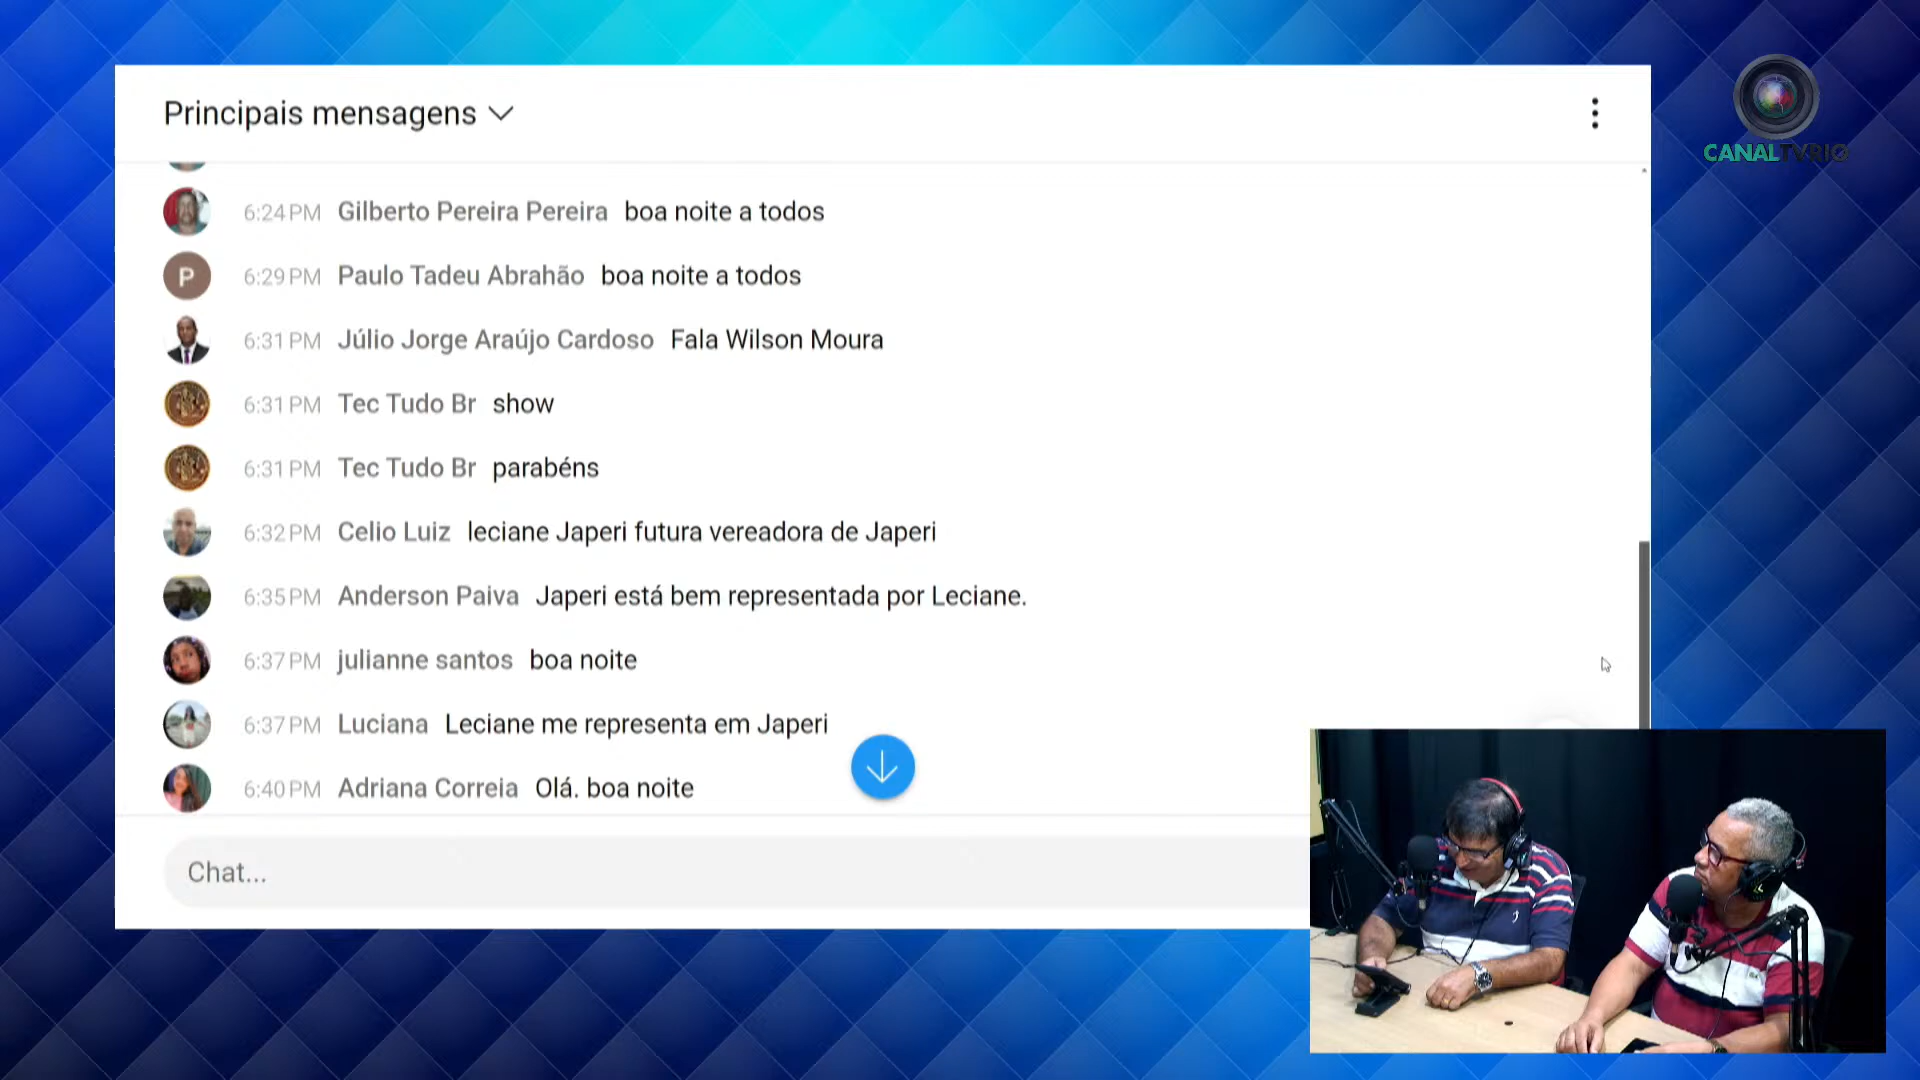 Principais mensagens
CANALTVRIO
6:24 PM Gilberto Pereira Pereira boa noite a todos
P 6:29 PM Paulo Tadeu Abrahão boa noite a todos
6:31 PM Júlio Jorge Araújo Cardoso Fala Wilson Moura
6:31 PM Tec Tudo Br show
6:31 PM Tec Tudo Br parabéns
6:32 PM Celio Luiz leciane Japeri futura vereadora de Japeri
6:35 PM Anderson Paiva Japeri está bem representada por Leciane.
6:37 PM julianne santos boa noite
6:37 PM Luciana Leciane me representa em Japeri
6:40 PM Adriana Correia Olá. boa noite
Chat...